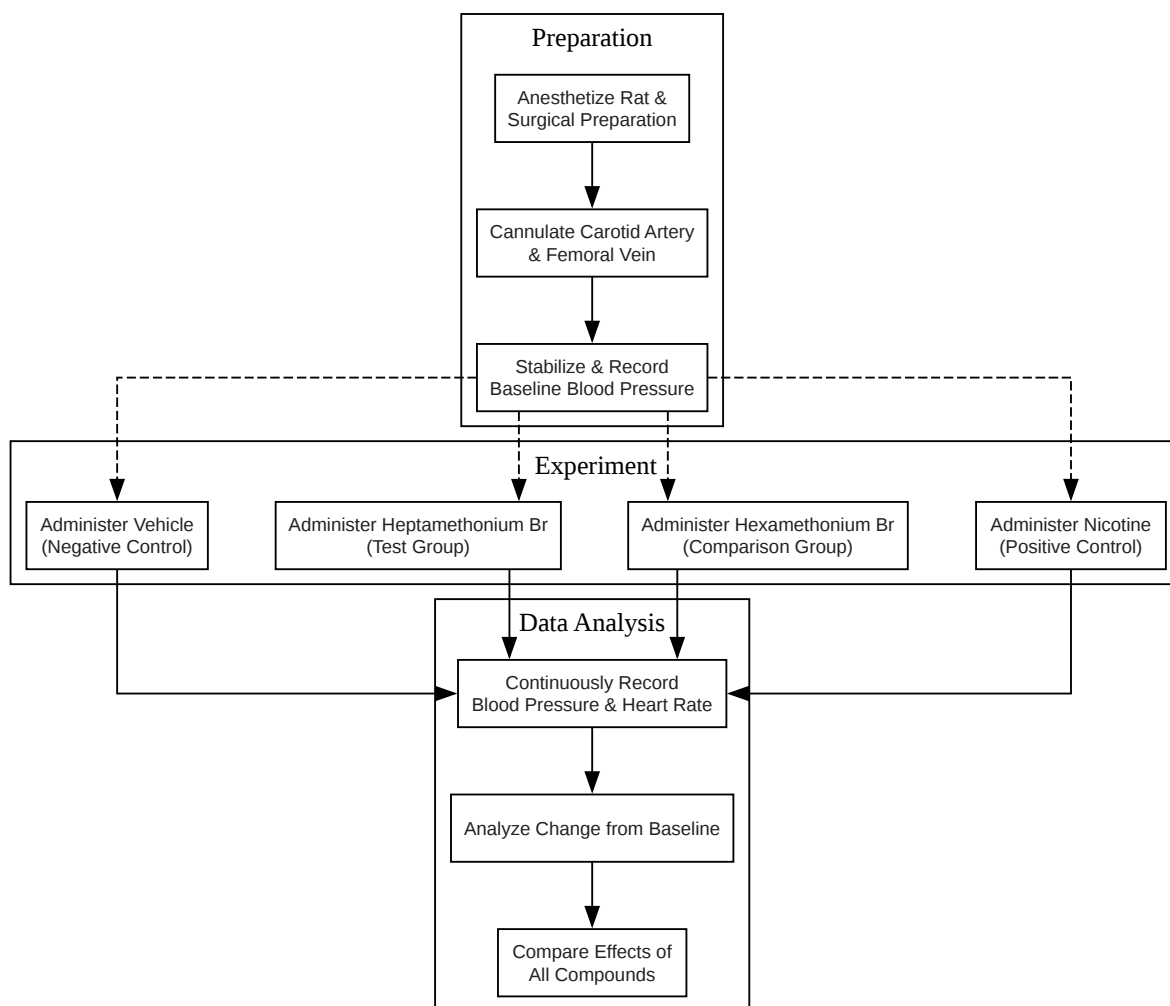 Preparation
Anesthetize Rat &
Surgical Preparation
Cannulate Carotid Artery
& Femoral Vein
Stabilize & Record
Baseline Blood Pressure
Experiment
Administer Vehicle
(Negative Control)
Administer Heptamethonium Br
(Test Group)
Administer Hexamethonium Br
(Comparison Group)
Administer Nicotine
(Positive Control)
Data Analysis
Continuously Record
Blood Pressure & Heart Rate
Analyze Change from Baseline
Compare Effects of
All Compounds